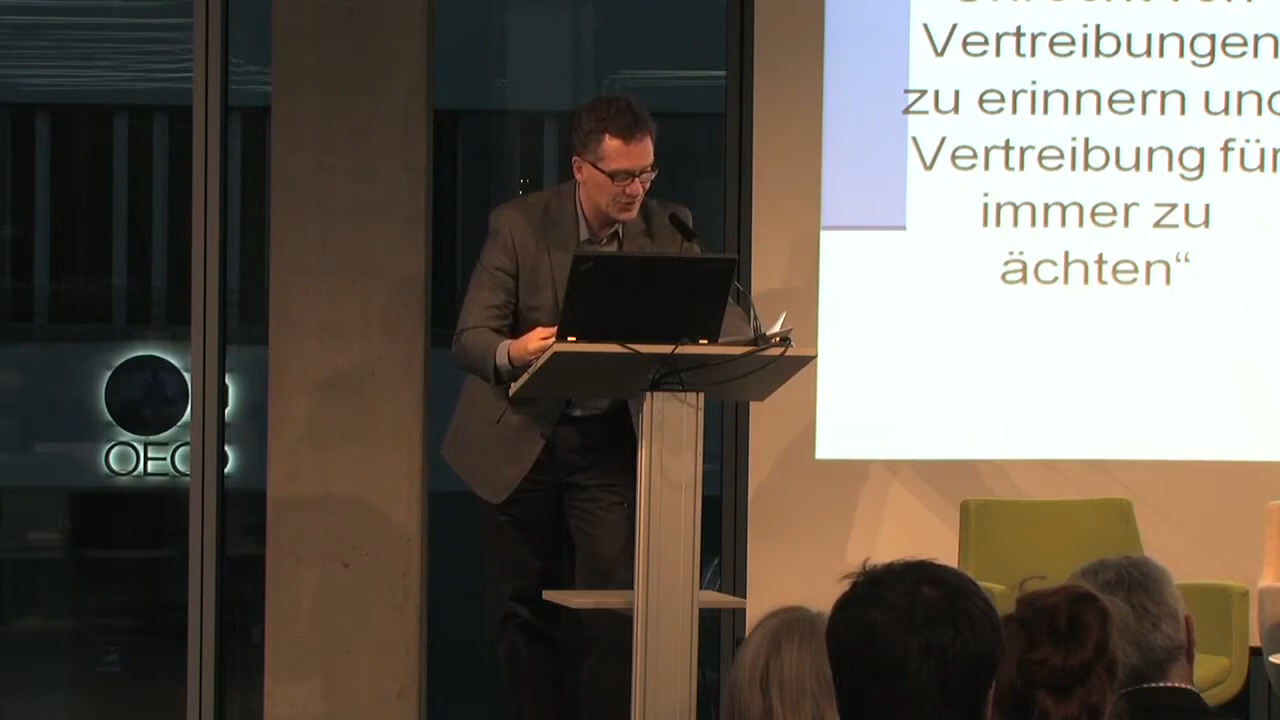 Vertreibungen
zu erinnern und
Vertreibung für
immer zu
ächten“
OECD